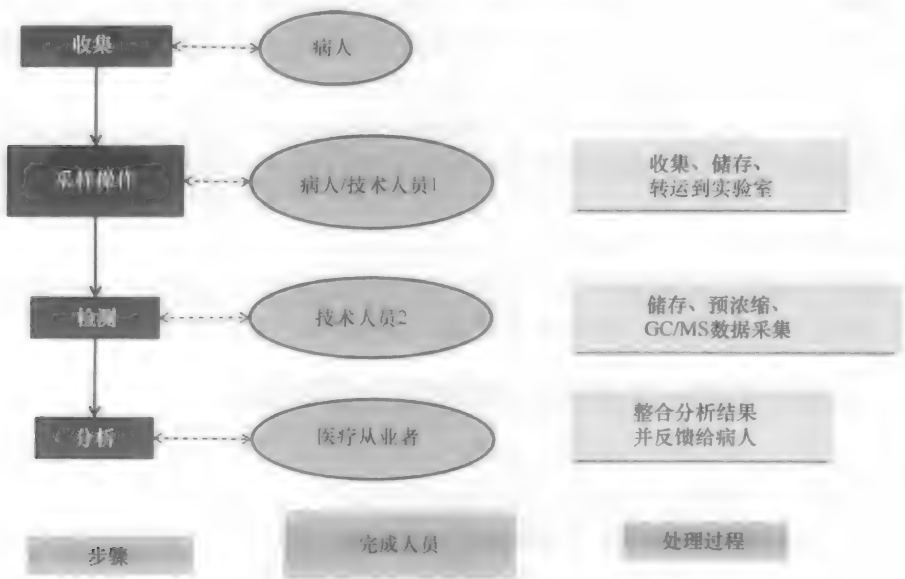 收集
病人
采样操作
病人/技术人员1
收集、储存、
转运到实验室
检测
技术人员2
储存、预浓缩、
GC/MS数据采集
分析
医疗从业者
整合分析结果
并反馈给病人
步骤
完成人员
处理过程